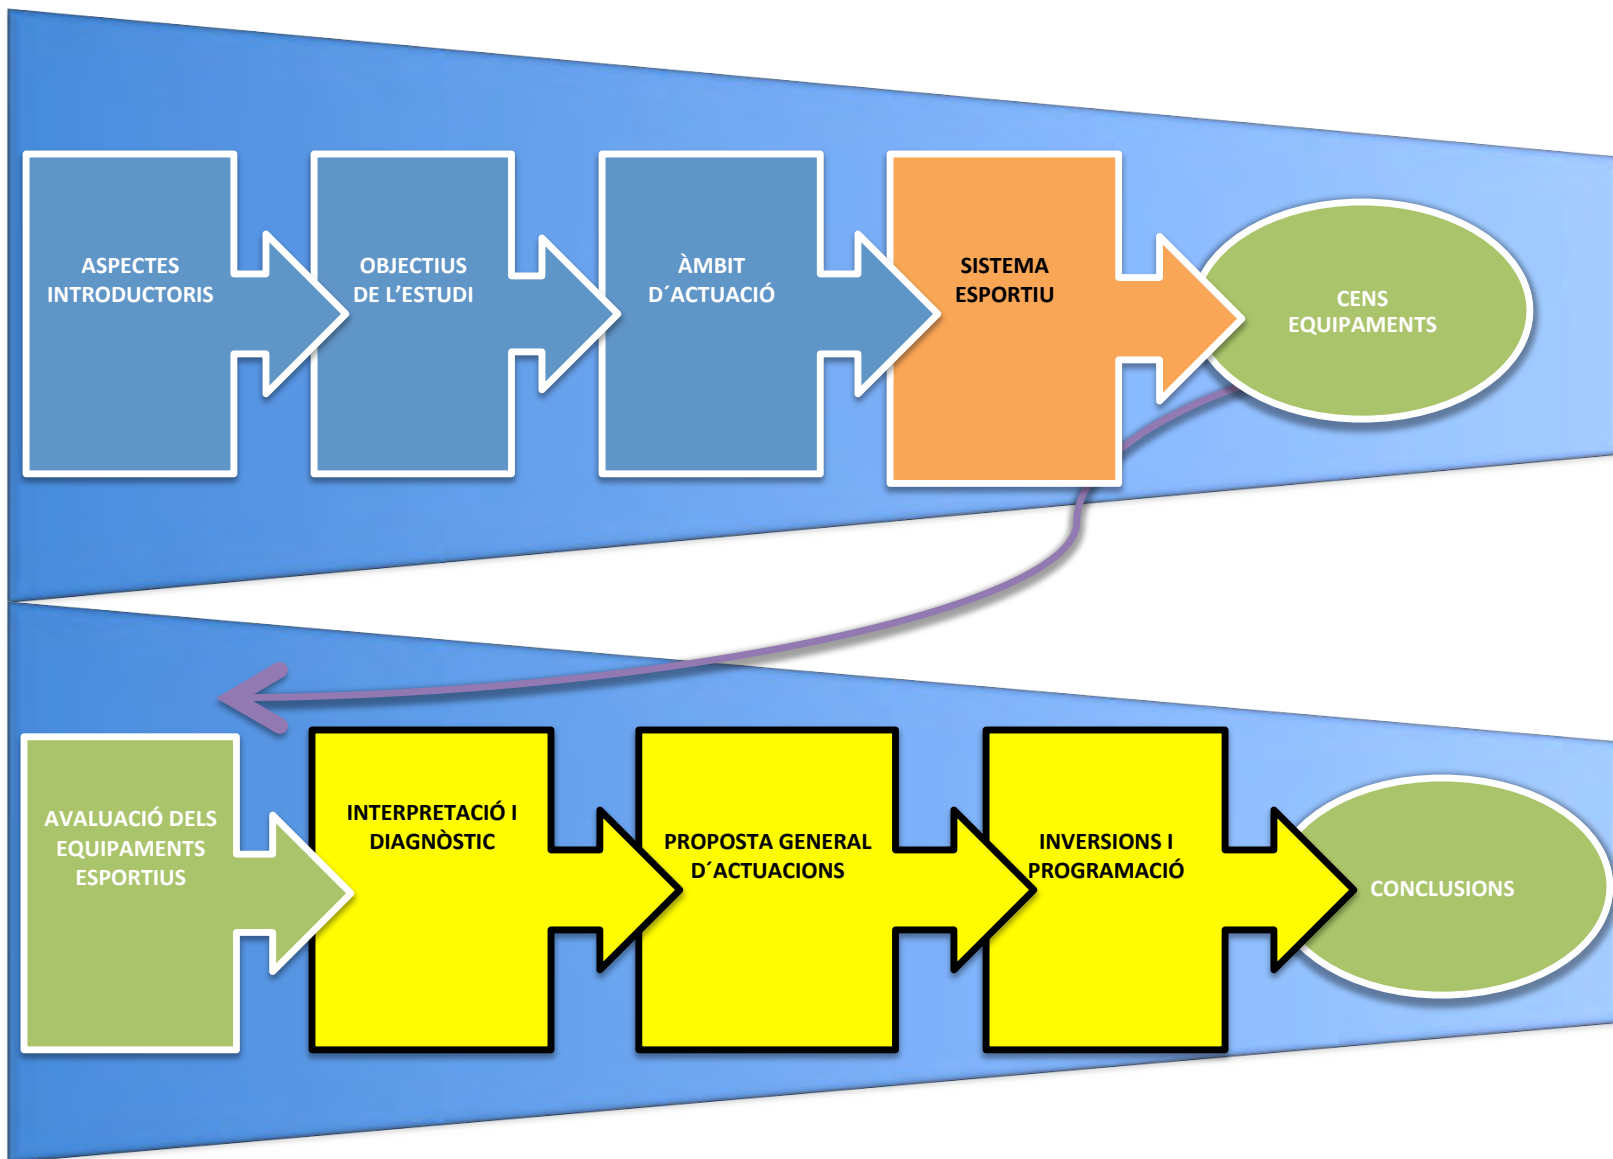 ASPECTES
INTRODUCTORIS
OBJECTIUS
DE L’ESTUDI
ÀMBIT
D´ACTUACIÓ
SISTEMA
ESPORTIU
CENS
EQUIPAMENTS
AVALUACIÓ DELS
EQUIPAMENTS
ESPORTIUS
INTERPRETACIÓ I
DIAGNÒSTIC
PROPOSTA GENERAL
D´ACTUACIONS
INVERSIONS I
PROGRAMACIÓ
CONCLUSIONS